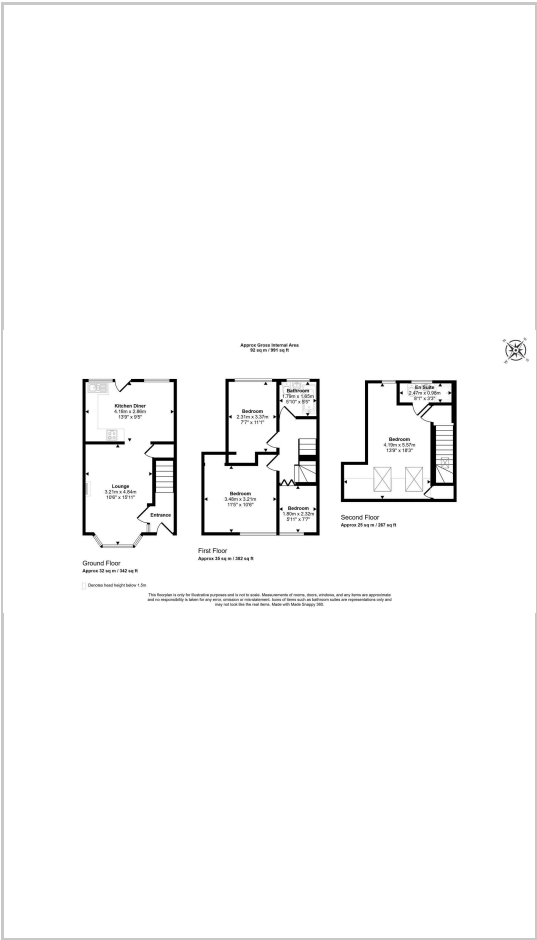 Approx Gross Internal Area
92 sq m / 991 sq ft
Kitchen Diner
4.18m x 2.86m
13'9" x 9'5"
Lounge
3.21m x 4.84m
10'6" x 15'11"
Entrance
Ground Floor
Approx 32 sq m / 342 sq ft
Denotes head height below 1.5m
Bedroom
2.31m x 3.37m
7'7" x 11'1"
Bathroom
1.79m x 1.65m
5'10" x 5'5"
Bedroom
3.48m x 3.21m
11'5" x 10'6"
Bedroom
1.80m x 2.32m
5'11" x 7'7"
First Floor
Approx 35 sq m / 382 sq ft
En Suite
2.47m x 0.98m
8'1" x 3'3"
Bedroom
4.19m x 5.57m
13'9" x 18'3"
Second Floor
Approx 25 sq m / 267 sq ft
This floorplan is only for illustrative purposes and is not to scale. Measurements of rooms, doors, windows, and any items are approximate
and no responsibility is taken for any error, omission or mis-statement. Icons of items such as bathroom suites are representations only and
may not look like the real items. Made with Made Snappy 360.